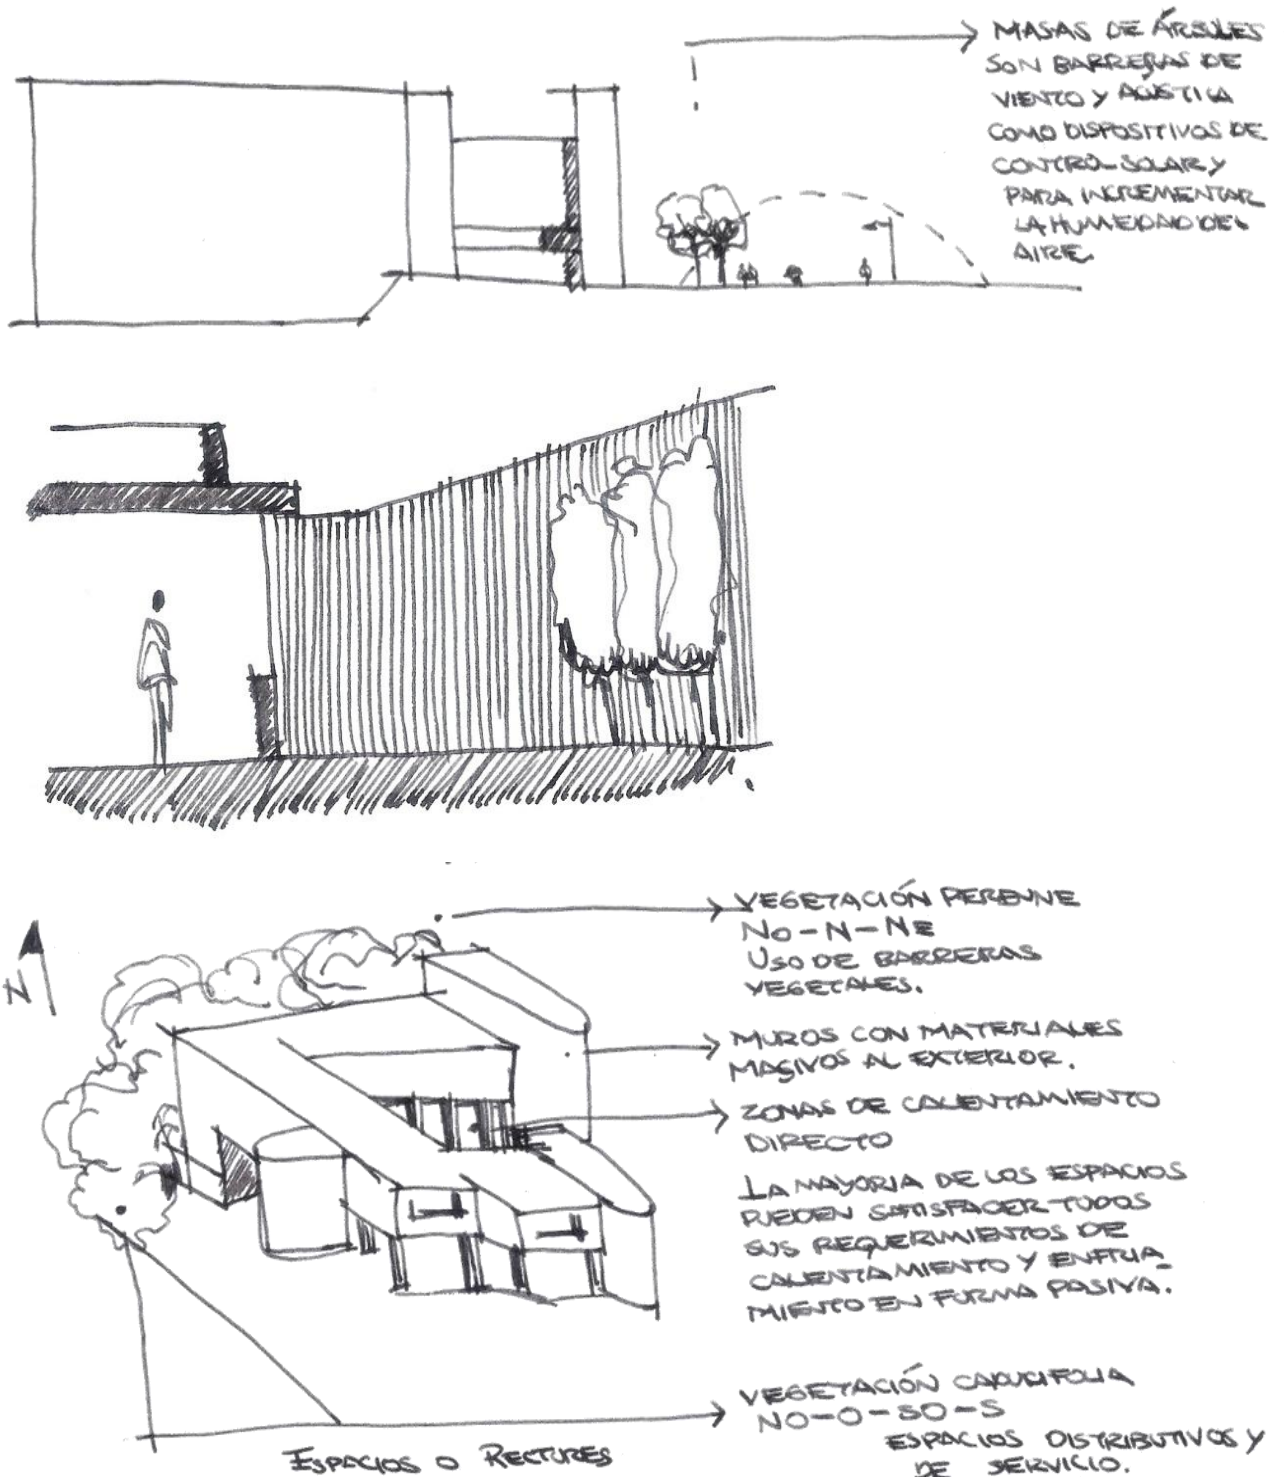 MASAS DE ÁRBOLES
SON BARRERAS DE
VIENTO Y ACÚSTICA
COMO DISPOSITIVOS DE
CONTROL SOLAR Y
PARA INCREMENTAR
LA HUMEDAD DEL
AIRE.
VEGETACIÓN PERENNE
NO-N-NE
USO DE BARRERAS
VEGETALES.
N
MUROS CON MATERIALES
MASIVOS AL EXTERIOR.
ZONAS DE CALENTAMIENTO
DIRECTO
LA MAYORIA DE LOS ESPACIOS
PUEDEN SATISFACER TODOS
SUS REQUERIMIENTOS DE
CALENTAMIENTO Y ENFRIA-
MIENTO EN FORMA PASIVA.
VEGETACIÓN CADUCIFOLIA
NO-O-SO-S
ESPACIOS DISTRIBUTIVOS Y
DE SERVICIO.
ESPACIOS O